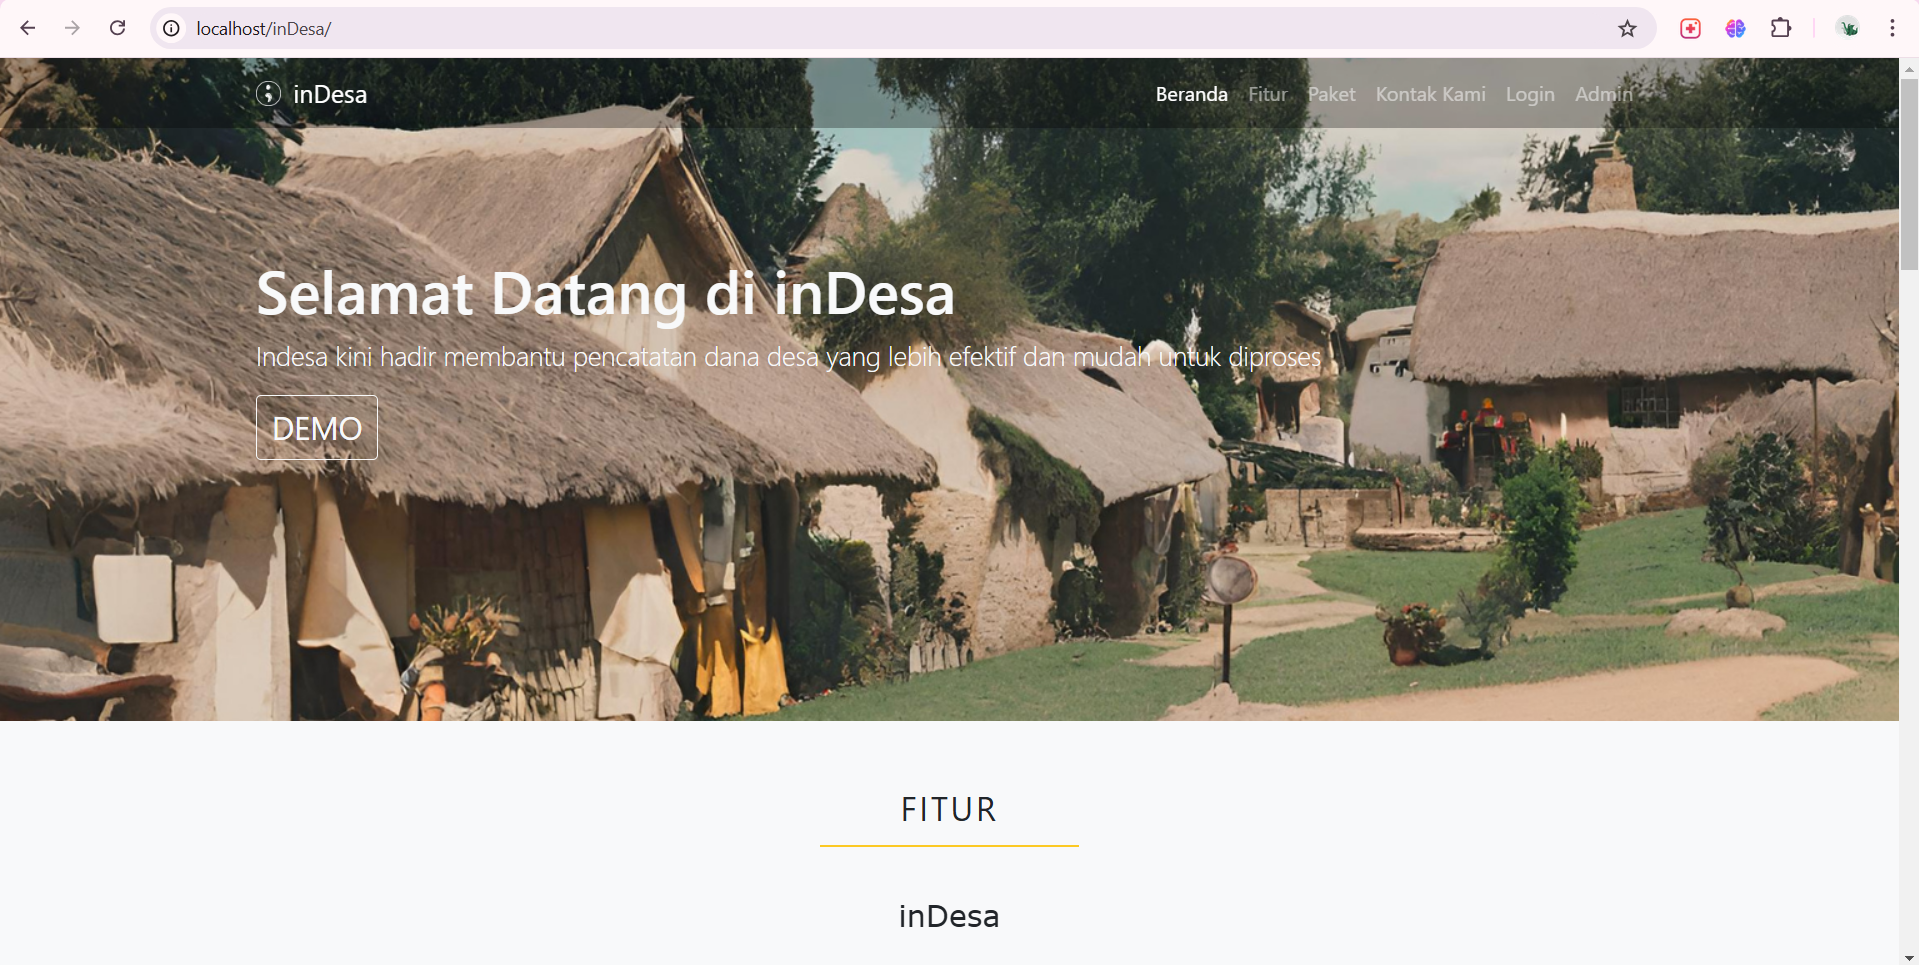 localhost/inDesa/
inDesa
Beranda Fitur Paket Kontak Kami Login Admin
Selamat Datang di inDesa
Indesa kini hadir membantu pencatatan dana desa yang lebih efektif dan mudah untuk diproses
DEMO
FITUR
inDesa